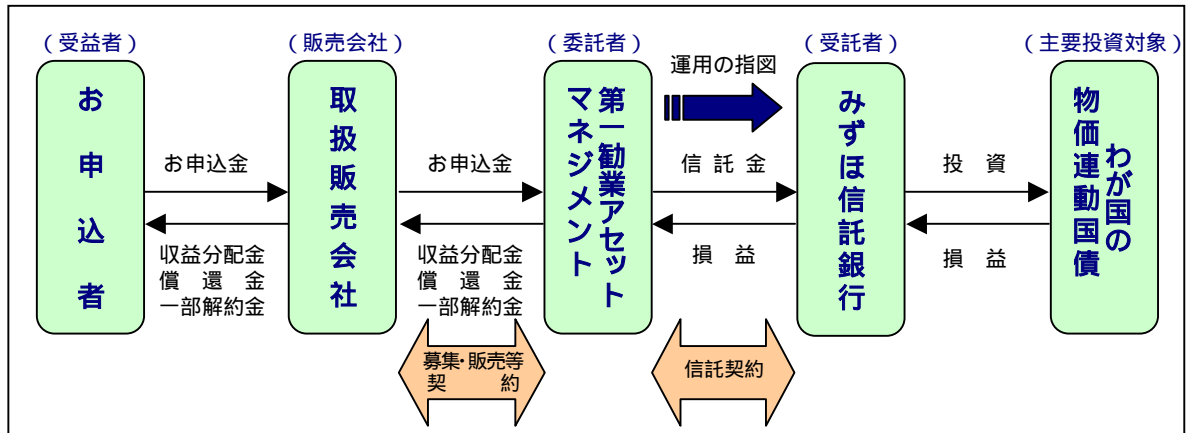 （受益者）
お申込者
お申込金
収益分配金
償還金
一部解約金
（販売会社）
取扱販売会社
お申込金
収益分配金
償還金
一部解約金
募集・販売等
契約
（委託者）
第一勧業アセット
マネジメント
運用の指図
信託金
損益
信託契約
（受託者）
みずほ信託銀行
投資
損益
（主要投資対象）
わが国の
物価連動国債